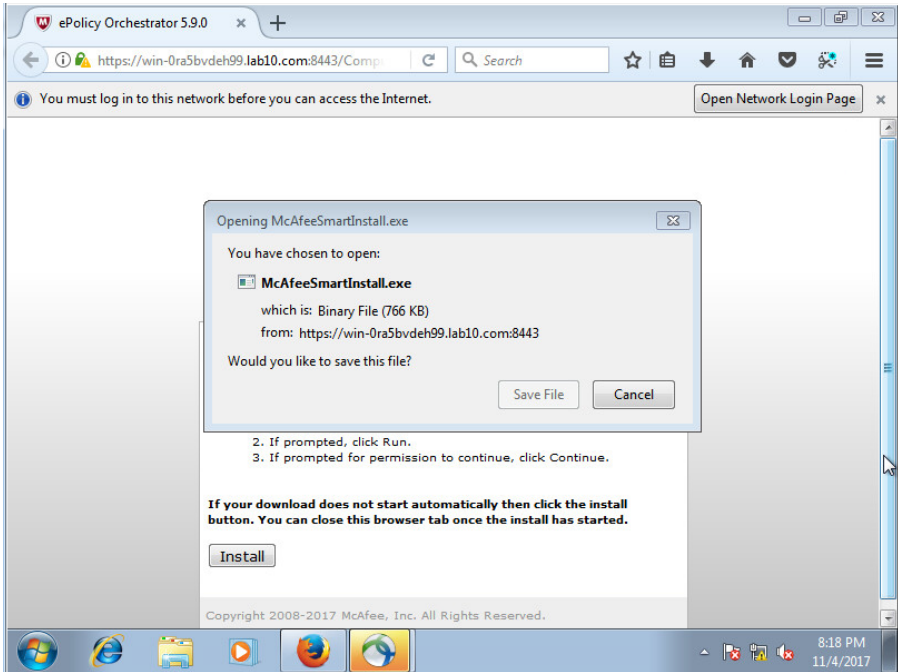 ePolicy Orchestrator 5.9.0
https://win-0ra5bvdeh99.lab10.com:8443/Comp
Search
You must log in to this network before you can access the Internet.
Open Network Login Page
Opening McAfeeSmartInstall.exe
You have chosen to open:
McAfeeSmartInstall.exe
which is: Binary File (766 KB)
from: https://win-0ra5bvdeh99.lab10.com:8443
Would you like to save this file?
Save File
Cancel
2. If prompted, click Run.
3. If prompted for permission to continue, click Continue.
If your download does not start automatically then click the install
button. You can close this browser tab once the install has started.
Install
Copyright 2008-2017 McAfee, Inc. All Rights Reserved.
8:18 PM
11/4/2017